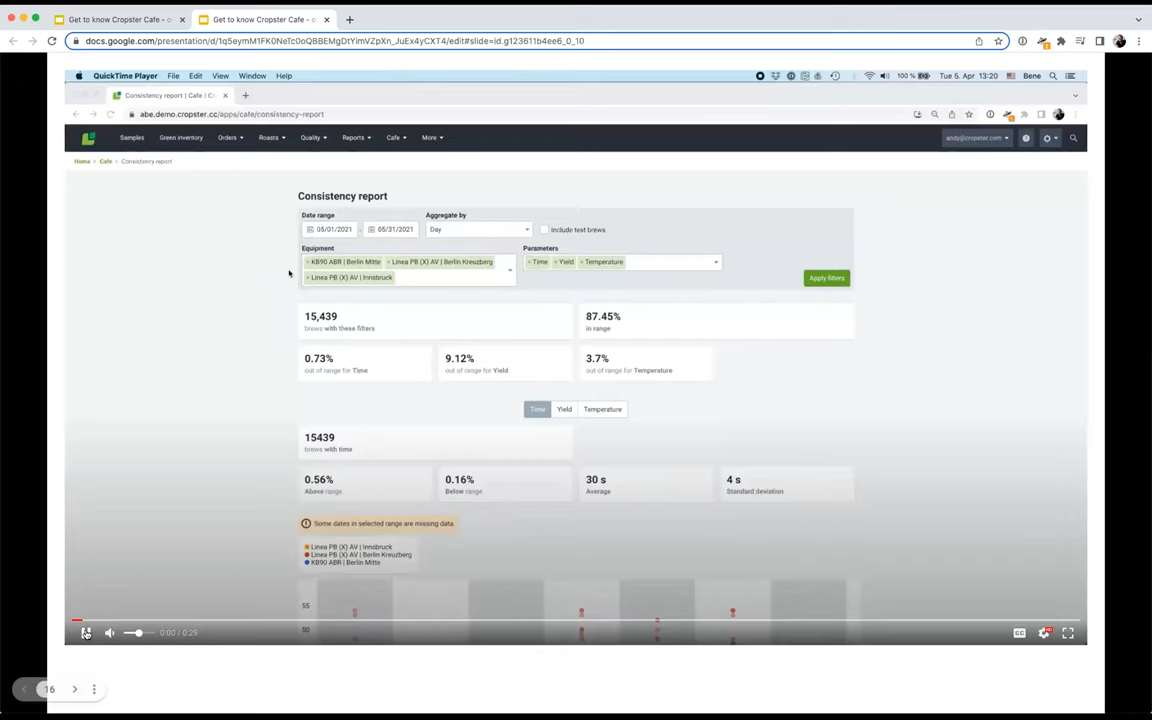 Get to know Cropster Cafe - o
Get to know Cropster Cafe - o
docs.google.com/presentation/d/1q5eymM1FK0NeTc0oQBBEMgDtYimVZpXn_JuEx4yCXT4/edit#slide=id.g123611b4ee6_0_10
QuickTime Player File Edit View Window Help
100 % Tue 5. Apr 13:20 Bene
Consistency report | Cafe | C
abe.demo.cropster.cc/apps/cafe/consistency-report
Samples Green inventory Orders Roasts Quality Reports Cafe More
andy@cropster.com
Home Cafe Consistency report
Consistency report
Date range Aggregate by
05/01/2021 - 05/31/2021 Day Include test brews
Equipment Parameters
× KB90 ABR | Berlin Mitte × Linea PB (X) AV | Berlin Kreuzberg × Time × Yield × Temperature
× Linea PB (X) AV | Innsbruck Apply filters
15,439 87.45%
brews with these filters in range
0.73% 9.12% 3.7%
out of range for Time out of range for Yield out of range for Temperature
Time Yield Temperature
15439
brews with time
0.56% 0.16% 30 s 4 s
Above range Below range Average Standard deviation
Some dates in selected range are missing data.
Linea PB (X) AV | Innsbruck
Linea PB (X) AV | Berlin Kreuzberg
KB90 ABR | Berlin Mitte
55
50
0:00 / 0:29 CC HD
16